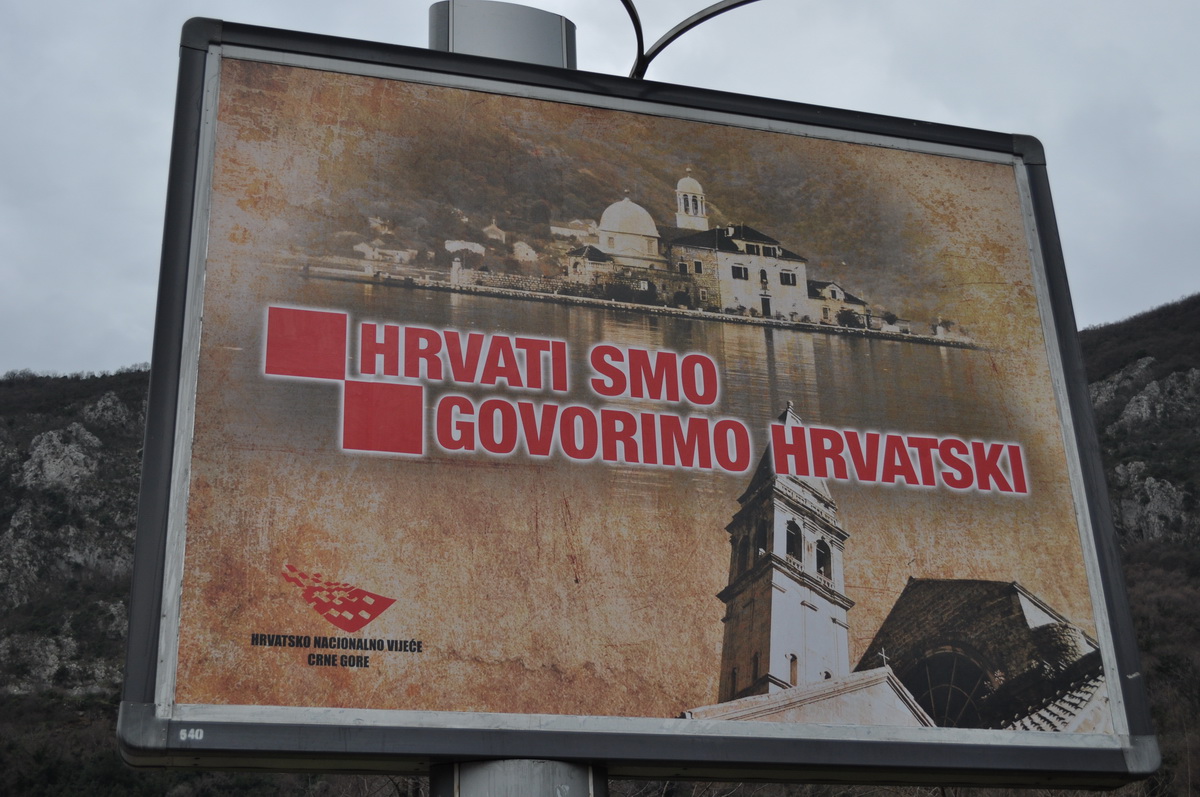 HRVATI SMO
GOVORIMO HRVATSKI
HRVATSKO NACIONALNO VIJEĆE
CRNE GORE
540